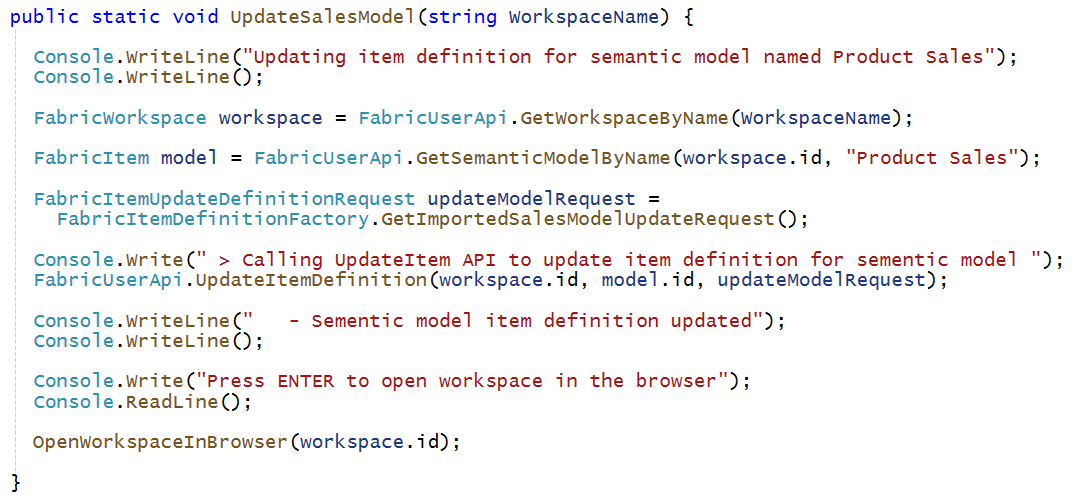 public static void UpdateSalesModel(string WorkspaceName) {
Console.WriteLine("Updating item definition for semantic model named Product Sales");
Console.WriteLine();
FabricWorkspace workspace = FabricUserApi.GetWorkspaceByName(WorkspaceName);
FabricItem model = FabricUserApi.GetSemanticModelByName(workspace.id, "Product Sales");
FabricItemUpdateDefinitionRequest updateModelRequest =
FabricItemDefinitionFactory.GetImportedSalesModelUpdateRequest();
Console.Write(" > Calling UpdateItem API to update item definition for sementic model ");
FabricUserApi.UpdateItemDefinition(workspace.id, model.id, updateModelRequest);
Console.WriteLine("   - Sementic model item definition updated");
Console.WriteLine();
Console.Write("Press ENTER to open workspace in the browser");
Console.ReadLine();
OpenWorkspaceInBrowser(workspace.id);
}